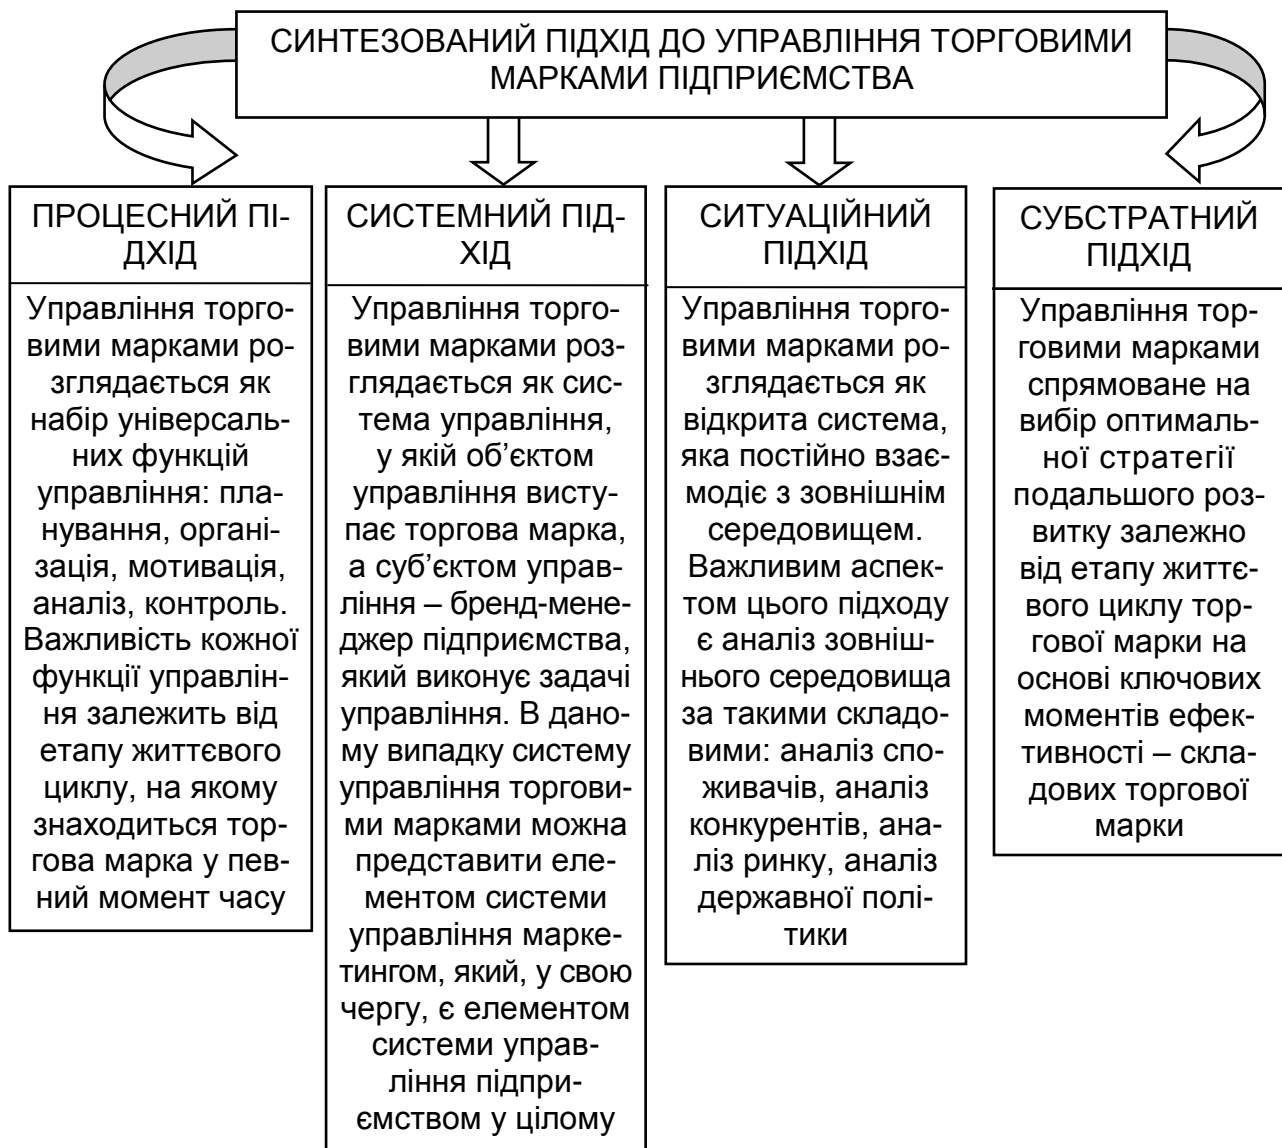 СИНТЕЗОВАНИЙ ПІДХІД ДО УПРАВЛІННЯ ТОРГОВИМИ
МАРКАМИ ПІДПРИЄМСТВА
ПРОЦЕСНИЙ ПІ-
ДХІД
Управління торго-
вими марками ро-
зглядається як
набір універсаль-
них функцій
управління: пла-
нування, органі-
зація, мотивація,
аналіз, контроль.
Важливість кожної
функції управлін-
ня залежить від
етапу життєвого
циклу, на якому
знаходиться тор-
гова марка у пев-
ний момент часу
СИСТЕМНИЙ ПІД-
ХІД
Управління торго-
вими марками роз-
глядається як сис-
тема управління,
у якій об’єктом
управління висту-
пає торгова марка,
а суб’єктом управ-
ління – бренд-мене-
джер підприємства,
який виконує задачі
управління. В дано-
му випадку систему
управління торгови-
ми марками можна
представити еле-
ментом системи
управління марке-
тингом, який, у свою
чергу, є елементом
системи управ-
ління підпри-
ємством у цілому
СИТУАЦІЙНИЙ
ПІДХІД
Управління торго-
вими марками ро-
зглядається як
відкрита система,
яка постійно взає-
модіє з зовнішнім
середовищем.
Важливим аспек-
том цього підходу
є аналіз зовніш-
нього середовища
за такими складо-
вими: аналіз спо-
живачів, аналіз
конкурентів, ана-
ліз ринку, аналіз
державної полі-
тики
СУБСТРАТНИЙ
ПІДХІД
Управління тор-
говими марками
спрямоване на
вибір оптималь-
ної стратегії
подальшого роз-
витку залежно
від етапу життє-
вого циклу тор-
гової марки на
основі ключових
моментів ефек-
тивності – скла-
дових торгової
марки